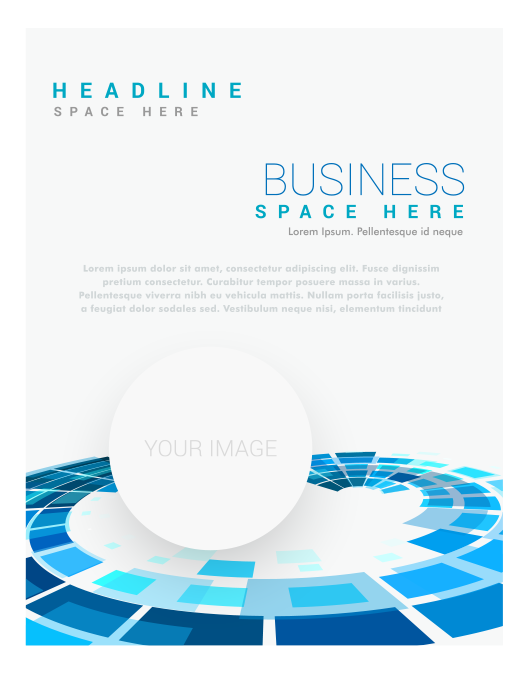 HEADLINE
SPACE HERE
BUSINESS
SPACE HERE
Lorem Ipsum. Pellentesque id neque
Lorem ipsum dolor sit amet, consectetur adipiscing elit. Fusce dignissim
pretium consectetur. Curabitur tempor posuere massa in varius.
Pellentesque viverra nibh eu vehicula mattis. Nullam porta facilisis justo,
a feugiat dolor sodales sed. Vestibulum neque nisi, elementum tincidunt
YOUR IMAGE